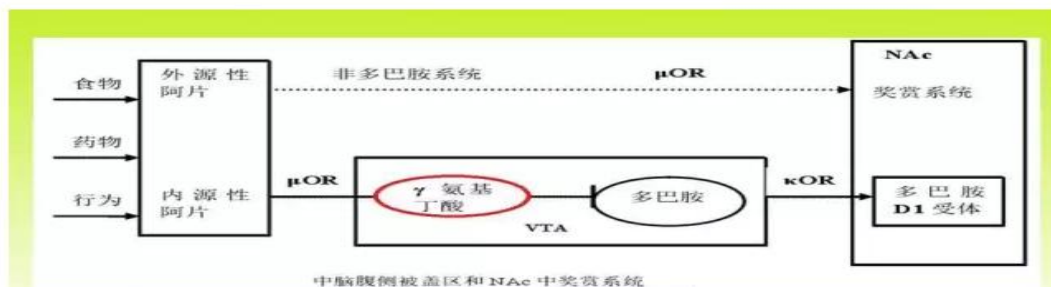 食物
药物
行为
外源性
阿片
内源性
阿片
非多巴胺系统
μOR
μOR
γ 氨基
丁酸
多巴胺
VTA
κOR
NAc
奖赏系统
多巴胺
D1受体
中脑腹侧被盖区和NAc中奖赏系统